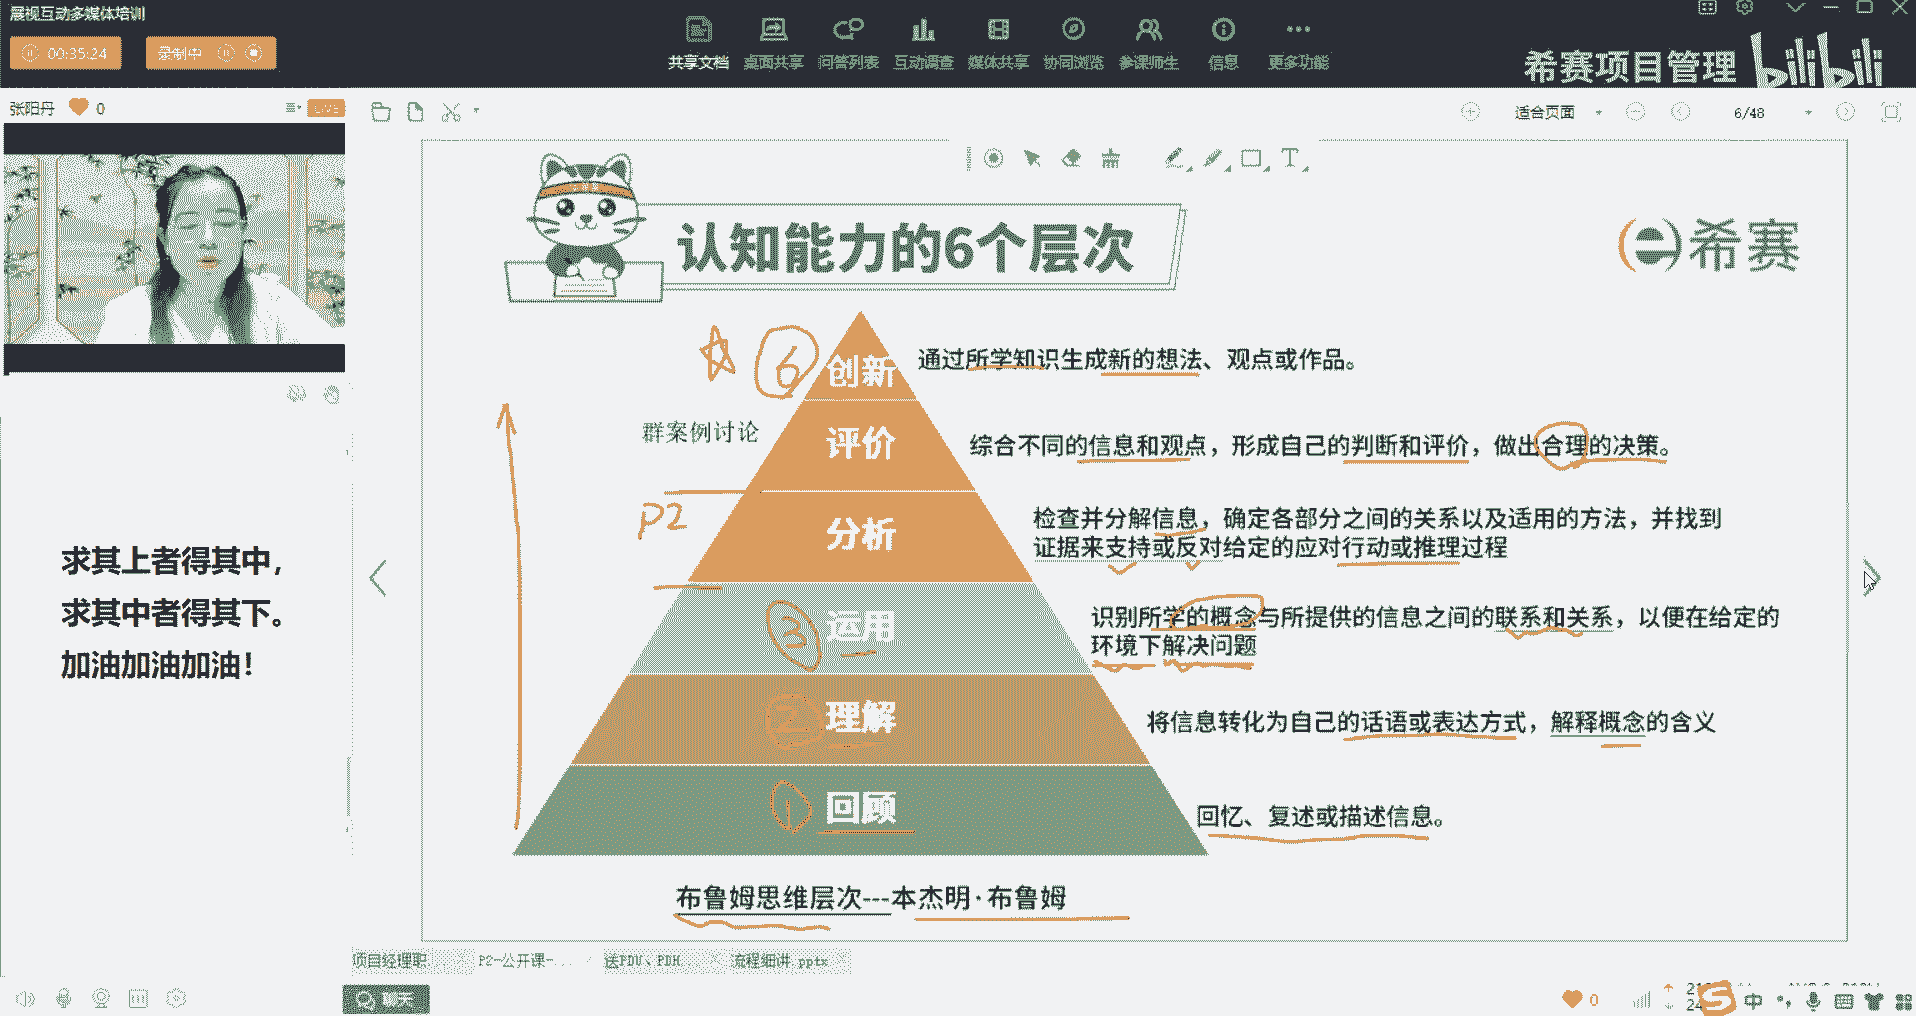 展视互动多媒体培训
00:35:24
录制中
共享文档 桌面共享 问答列表 互动调查 媒体共享 协同浏览 参课师生 信息 更多功能
希赛项目管理 bilibili
张阳丹 0 LIVE
适合页面 6/48
认知能力的6个层次
希赛
6 创新 通过所学知识生成新的想法、观点或作品。
群案例讨论 评价 综合不同的信息和观点，形成自己的判断和评价，做出合理的决策。
P2 分析 检查并分解信息，确定各部分之间的关系以及适用的方法，并找到
证据来支持或反对给定的应对行动或推理过程
3 运用 识别所学的概念与所提供的信息之间的联系和关系，以便在给定的
环境下解决问题
2 理解 将信息转化为自己的话语或表达方式，解释概念的含义
1 回顾 回忆、复述或描述信息。
布鲁姆思维层次---本杰明·布鲁姆
求其上者得其中，
求其中者得其下。
加油加油加油！
项目经理职 P2-公开课-... 送PDU、PDH 流程细讲.pptx
聊天
0
中